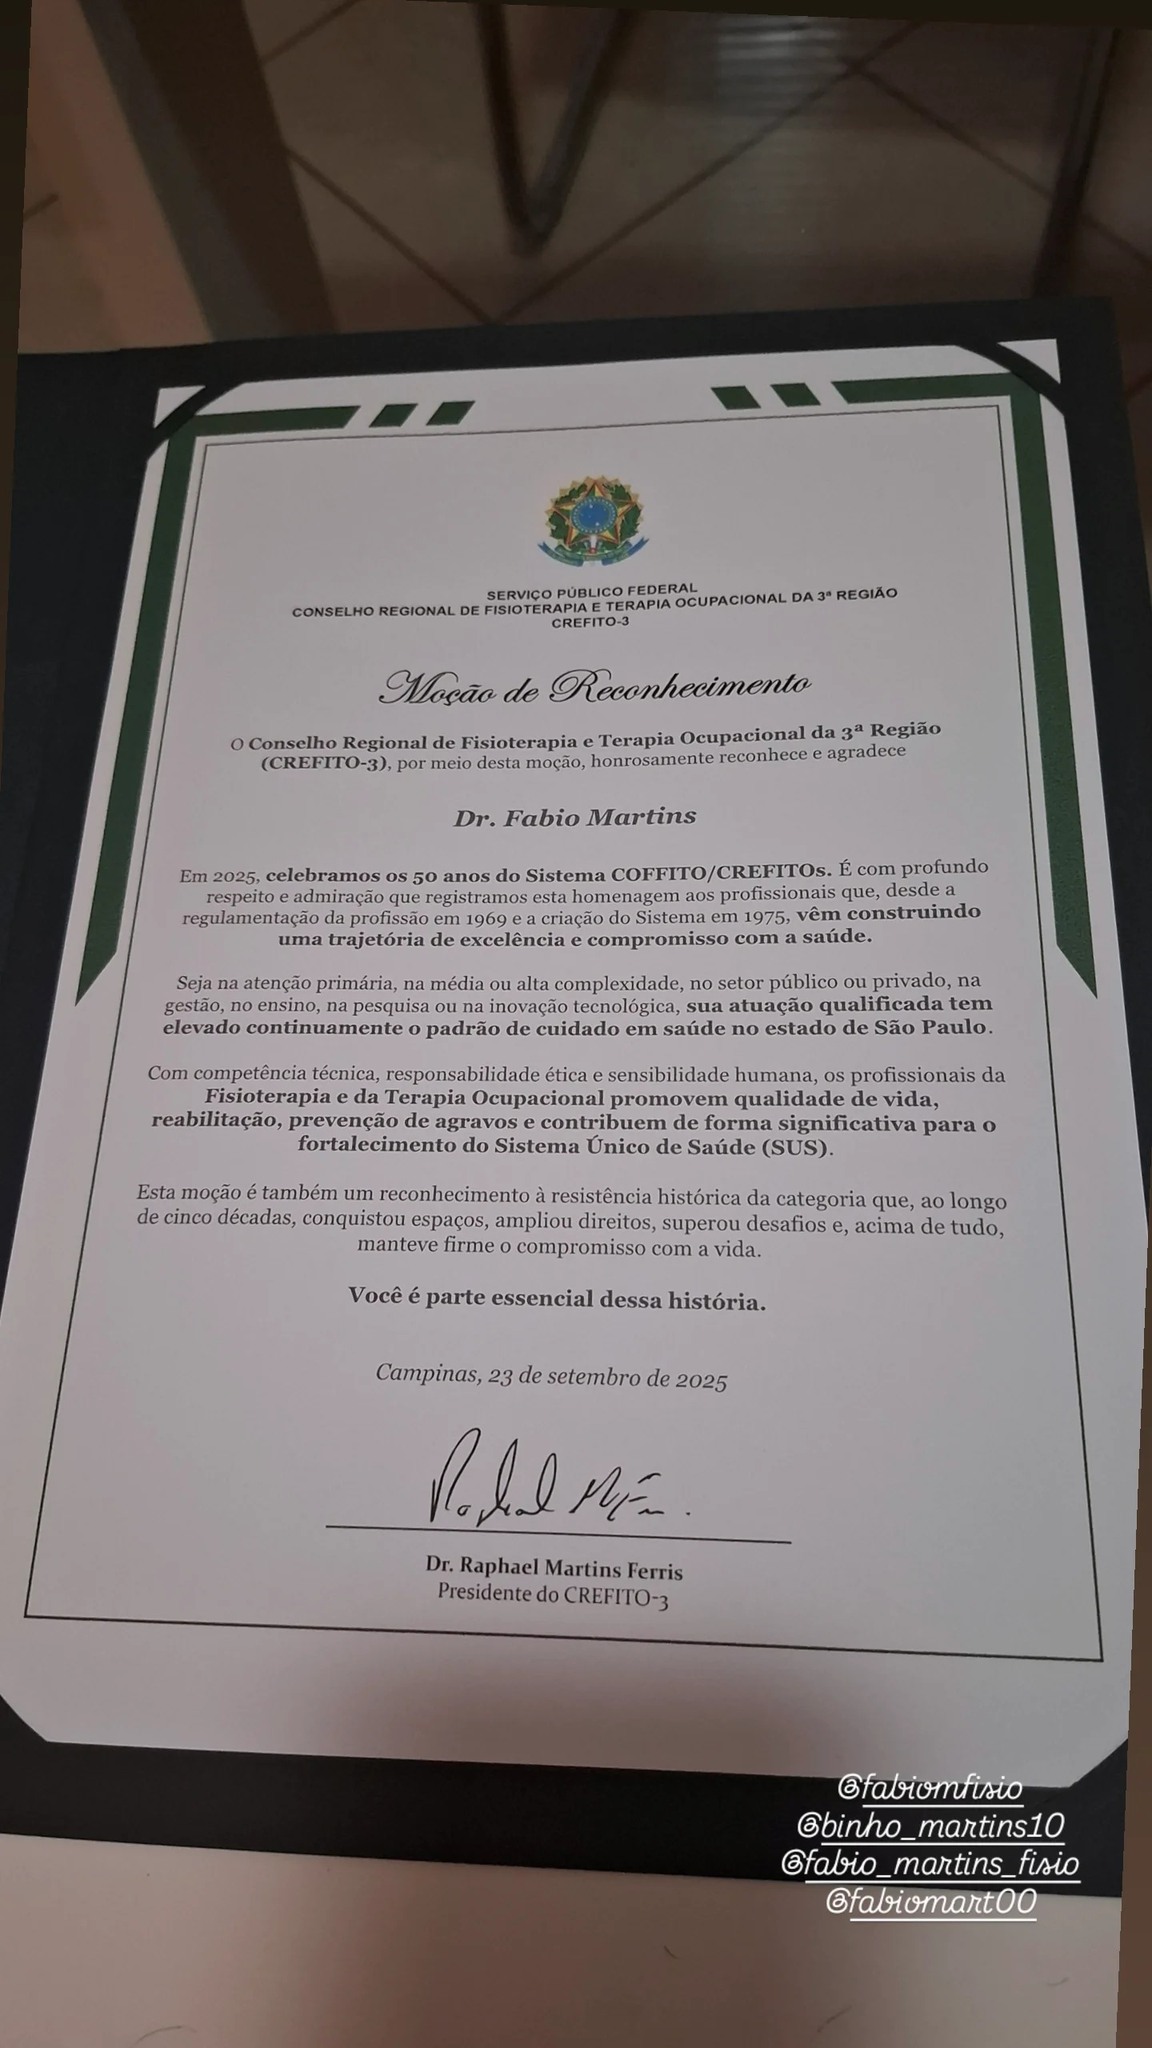 SERVIÇO PÚBLICO FEDERAL
CONSELHO REGIONAL DE FISIOTERAPIA E TERAPIA OCUPACIONAL DA 3ª REGIÃO
CREFITO-3
Moção de Reconhecimento
O Conselho Regional de Fisioterapia e Terapia Ocupacional da 3ª Região
(CREFITO-3), por meio desta moção, honrosamente reconhece e agradece
Dr. Fabio Martins
Em 2025, celebramos os 50 anos do Sistema COFFITO/CREFITOs. É com profundo
respeito e admiração que registramos esta homenagem aos profissionais que, desde a
regulamentação da profissão em 1969 e a criação do Sistema em 1975, vêm construindo
uma trajetória de excelência e compromisso com a saúde.
Seja na atenção primária, na média ou alta complexidade, no setor público ou privado, na
gestão, no ensino, na pesquisa ou na inovação tecnológica, sua atuação qualificada tem
elevado continuamente o padrão de cuidado em saúde no estado de São Paulo.
Com competência técnica, responsabilidade ética e sensibilidade humana, os profissionais da
Fisioterapia e da Terapia Ocupacional promovem qualidade de vida,
reabilitação, prevenção de agravos e contribuem de forma significativa para o
fortalecimento do Sistema Único de Saúde (SUS).
Esta moção é também um reconhecimento à resistência histórica da categoria que, ao longo
de cinco décadas, conquistou espaços, ampliou direitos, superou desafios e, acima de tudo,
manteve firme o compromisso com a vida.
Você é parte essencial dessa história.
Campinas, 23 de setembro de 2025
Dr. Raphael Martins Ferris
Presidente do CREFITO-3
@fabiomfisio
@binho_martins10
@fabio_martins_fisio
@fabiomart00